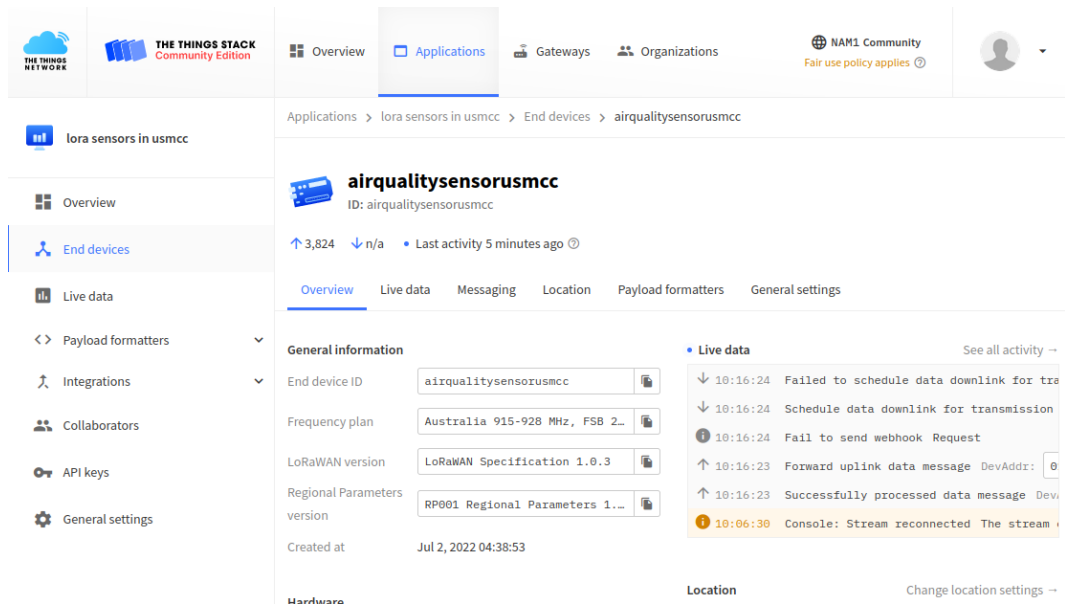 THE THINGS
NETWORK
THE THINGS STACK
Community Edition
Overview
Applications
Gateways
Organizations
NAM1 Community
Fair use policy applies
lora sensors in usmcc
Overview
End devices
Live data
Payload formatters
Integrations
Collaborators
API keys
General settings
Applications > lora sensors in usmcc > End devices > airqualitysensorusmcc
airqualitysensorusmcc
ID: airqualitysensorusmcc
3,824 n/a • Last activity 5 minutes ago
Overview Live data Messaging Location Payload formatters General settings
General information
End device ID airqualitysensorusmcc
Frequency plan Australia 915-928 MHz, FSB 2…
LoRaWAN version LoRaWAN Specification 1.0.3
Regional Parameters
version
RP001 Regional Parameters 1.…
Created at Jul 2, 2022 04:38:53
Hardware
• Live data See all activity →
10:16:24 Failed to schedule data downlink for tra
10:16:24 Schedule data downlink for transmission
10:16:24 Fail to send webhook Request
10:16:23 Forward uplink data message DevAddr:
10:16:23 Successfully processed data message Dev
10:06:30 Console: Stream reconnected The stream
Location Change location settings →